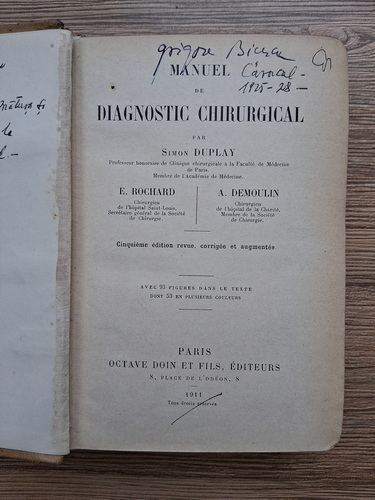 Grigore
Caracal -
1925-28 -
MANUEL
DE
DIAGNOSTIC CHIRURGICAL
PAR
SIMON DUPLAY
Professeur honoraire de Clinique chirurgicale à la Faculté de Médecine
de Paris.
Membre de l'Académie de Médecine.
E. ROCHARD
Chirurgien
de l'hôpital Saint-Louis,
Secrétaire général de la Société
de Chirurgie.
A. DEMOULIN
Chirurgien
de l'hôpital de la Charité,
Membre de la Société
de Chirurgie.
Cinquième édition revue, corrigée et augmentée
AVEC 93 FIGURES DANS LE TEXTE
DONT 53 EN PLUSIEURS COULEURS
PARIS
OCTAVE DOIN ET FILS, ÉDITEURS
8, PLACE DE L'ODÉON, 8
1911
Tous droits réservés